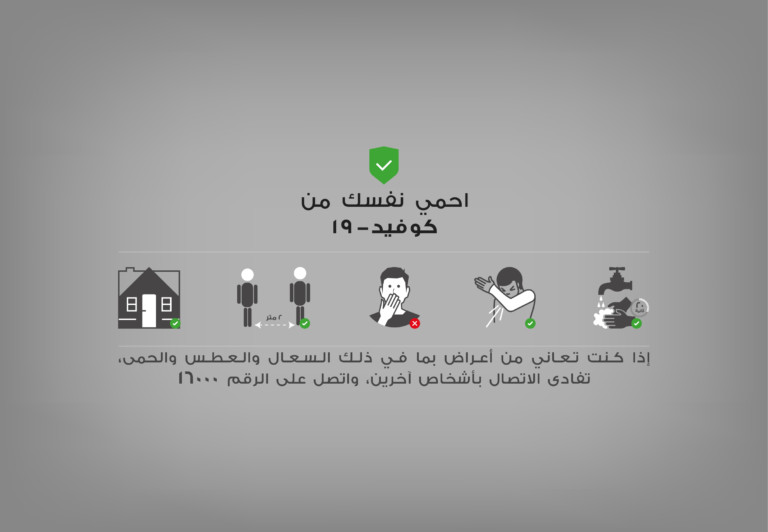 احمي نفسك من
كوفيد-١٩
٢ متر
إذا كنت تعاني من أعراض بما في ذلك السعال والعطس والحمى،
تفادى الاتصال بأشخاص آخرين، واتصل على الرقم ١٦٠٠٠